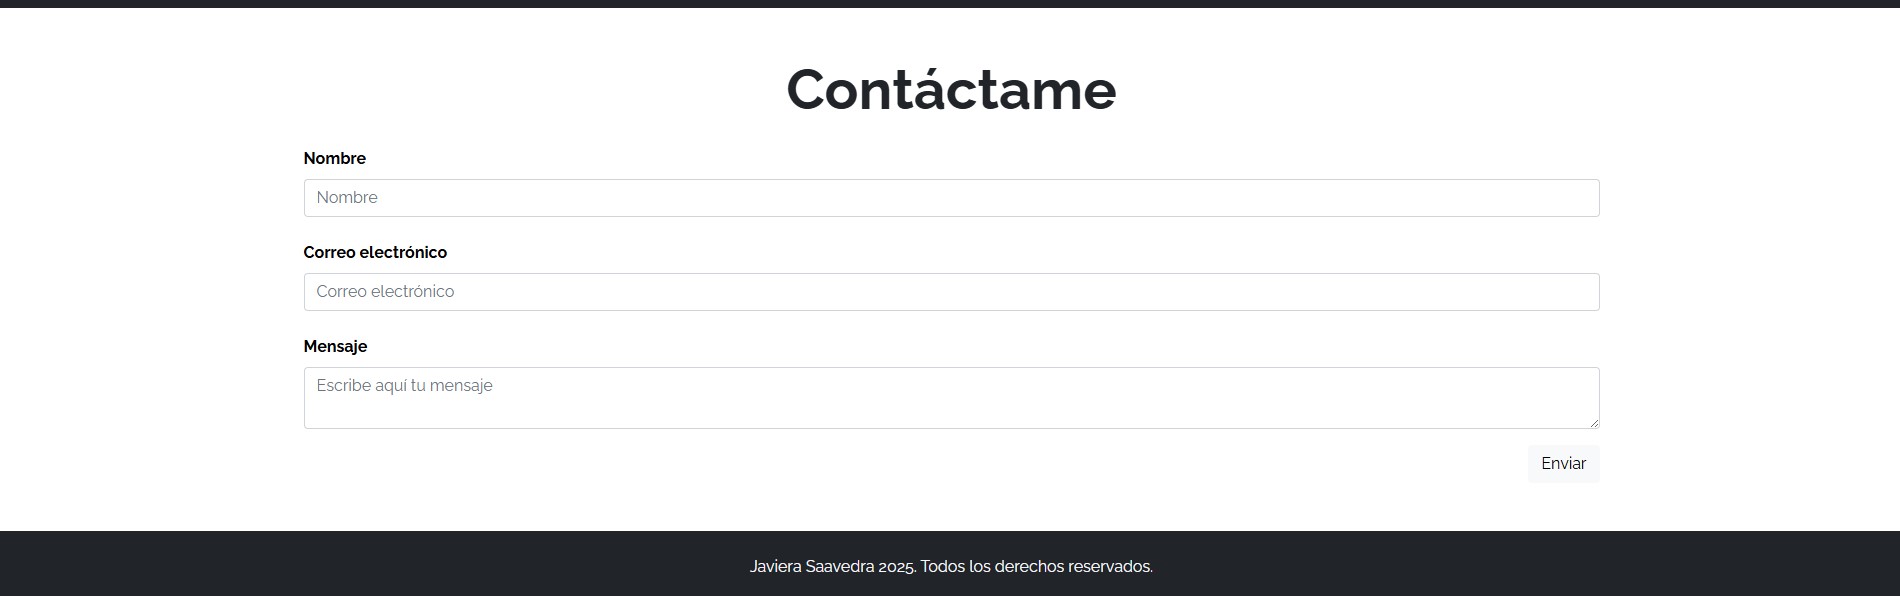 Contáctame
Nombre
Nombre
Correo electrónico
Correo electrónico
Mensaje
Escribe aquí tu mensaje
Enviar
Javiera Saavedra 2025. Todos los derechos reservados.